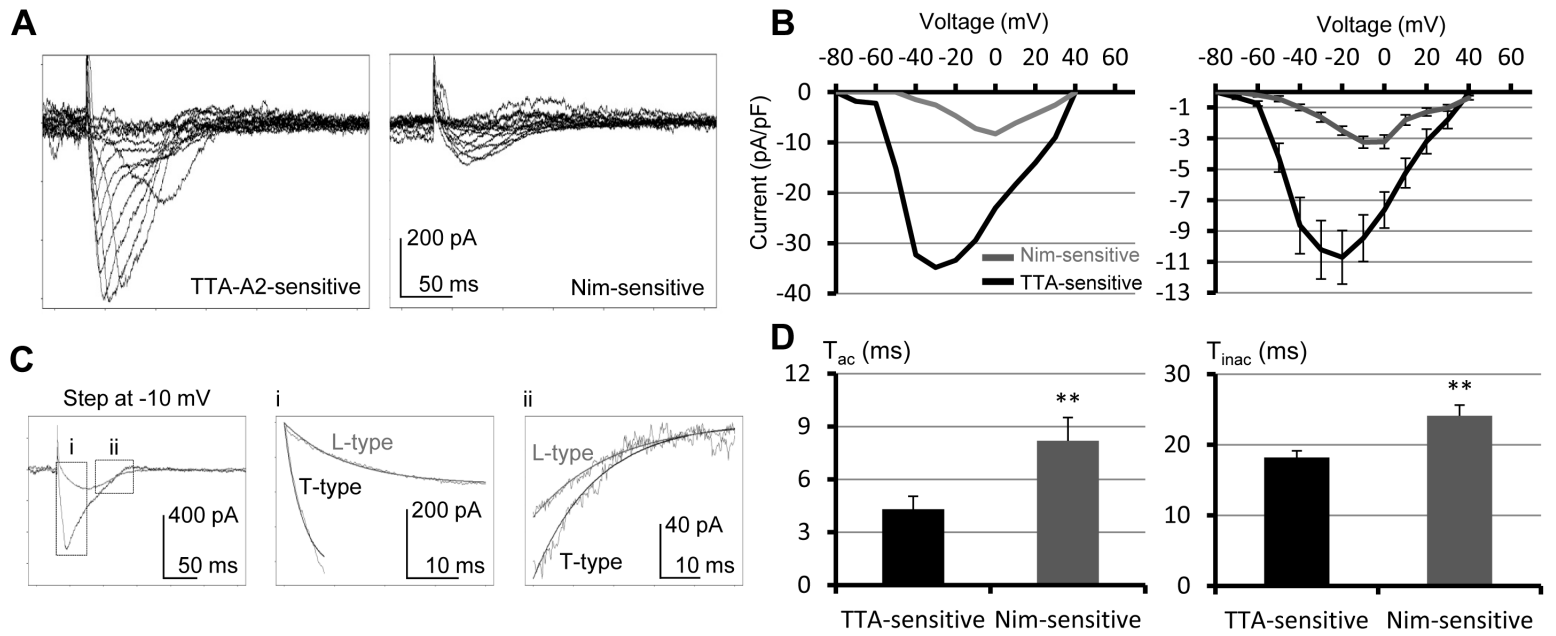 A
TTA-A2-sensitive
200 pA
50 ms
Nim-sensitive
B
Voltage (mV)
-80 -60 -40 -20 0 20 40 60
Current (pA/pF)
0
-10
-20
-30
-40
Nim-sensitive
TTA-sensitive
Voltage (mV)
-80 -60 -40 -20 0 20 40 60
-1
-3
-5
-7
-9
-11
-13
C
Step at -10 mV
i
ii
400 pA
50 ms
i
L-type
T-type
200 pA
10 ms
ii
L-type
T-type
40 pA
10 ms
D
Tac (ms)
12
9
6
3
0
**
TTA-sensitive Nim-sensitive
Tinac (ms)
30
20
10
0
**
TTA-sensitive Nim-sensitive